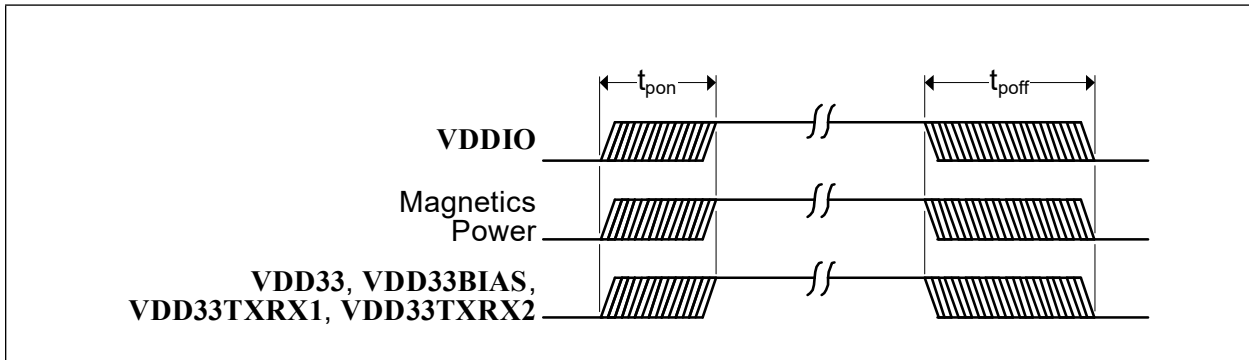 tpon
tpoff
VDDIO
Magnetics
Power
VDD33, VDD33BIAS,
VDD33TXRX1, VDD33TXRX2